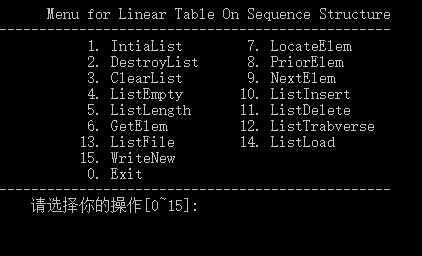 Menu for Linear Table On Sequence Structure
-------------------------------------------------
1. IntiaList 7. LocateElem
2. DestroyList 8. PriorElem
3. ClearList 9. NextElem
4. ListEmpty 10. ListInsert
5. ListLength 11. ListDelete
6. GetElem 12. ListTrabverse
13. ListFile 14. ListLoad
15. WriteNew
0. Exit
-------------------------------------------------
请选择你的操作[0~15]: